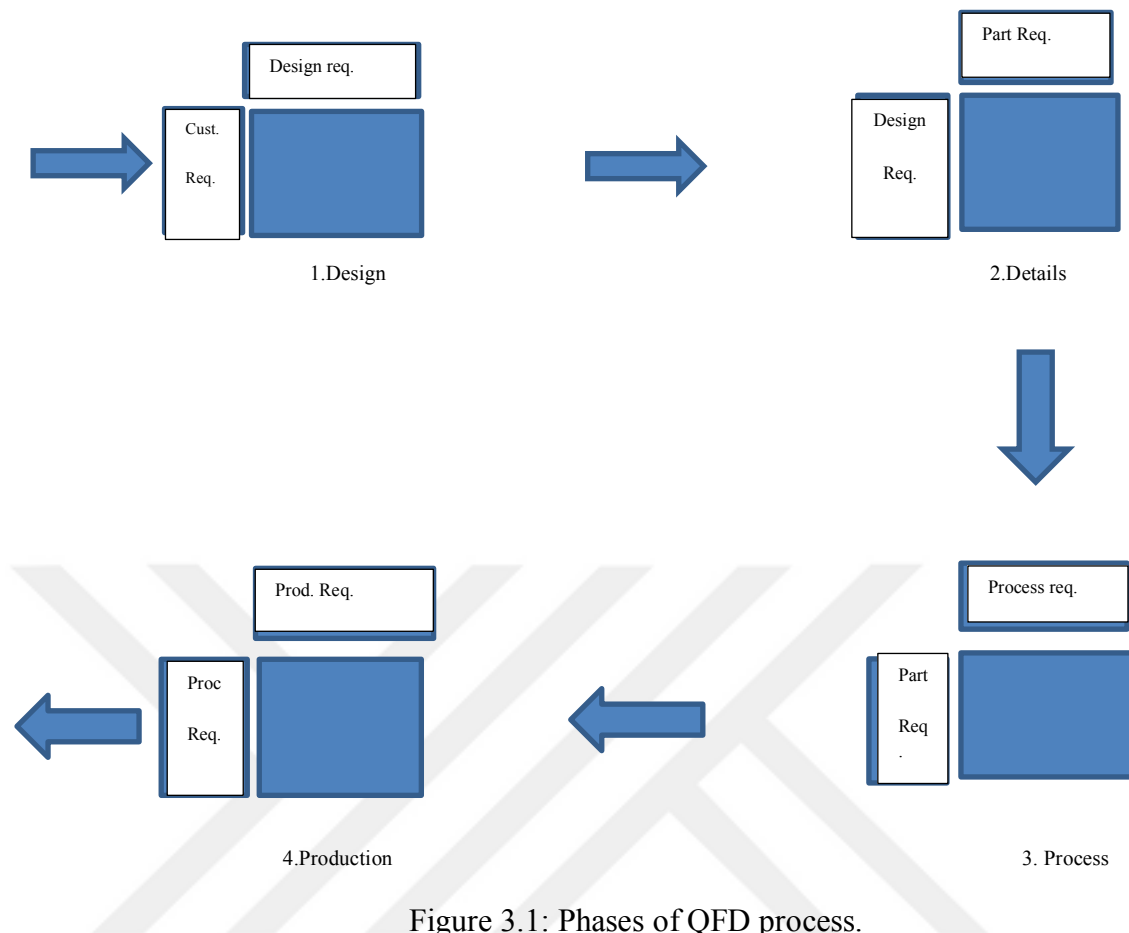 Design req.
Cust.
Req.
1.Design
Part Req.
Design
Req.
2.Details
Process req.
Part
Req
.
3. Process
Prod. Req.
Proc
Req.
4.Production
Figure 3.1: Phases of QFD process.